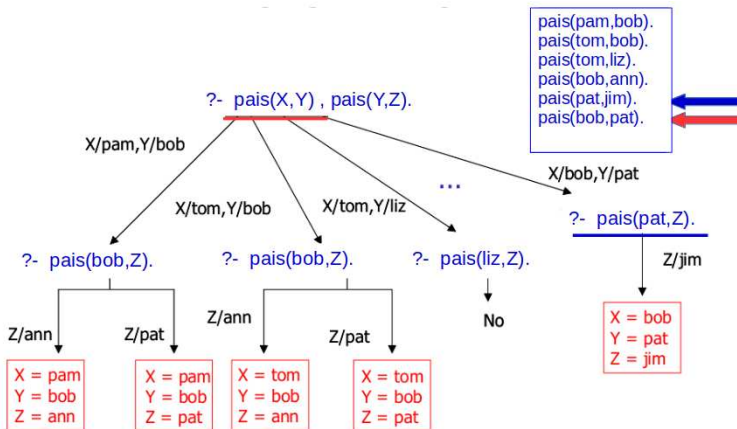 pais(pam,bob).
pais(tom,bob).
pais(tom,liz).
pais(bob,ann).
pais(pat,jim).
pais(bob,pat).
?- pais(X,Y) , pais(Y,Z).
X/pam,Y/bob
X/tom,Y/bob
X/tom,Y/liz
...
X/bob,Y/pat
?- pais(bob,Z).
?- pais(bob,Z).
?- pais(liz,Z).
?- pais(pat,Z).
Z/ann
Z/pat
Z/ann
Z/pat
No
Z/jim
X = pam
Y = bob
Z = ann
X = pam
Y = bob
Z = pat
X = tom
Y = bob
Z = ann
X = tom
Y = bob
Z = pat
X = bob
Y = pat
Z = jim